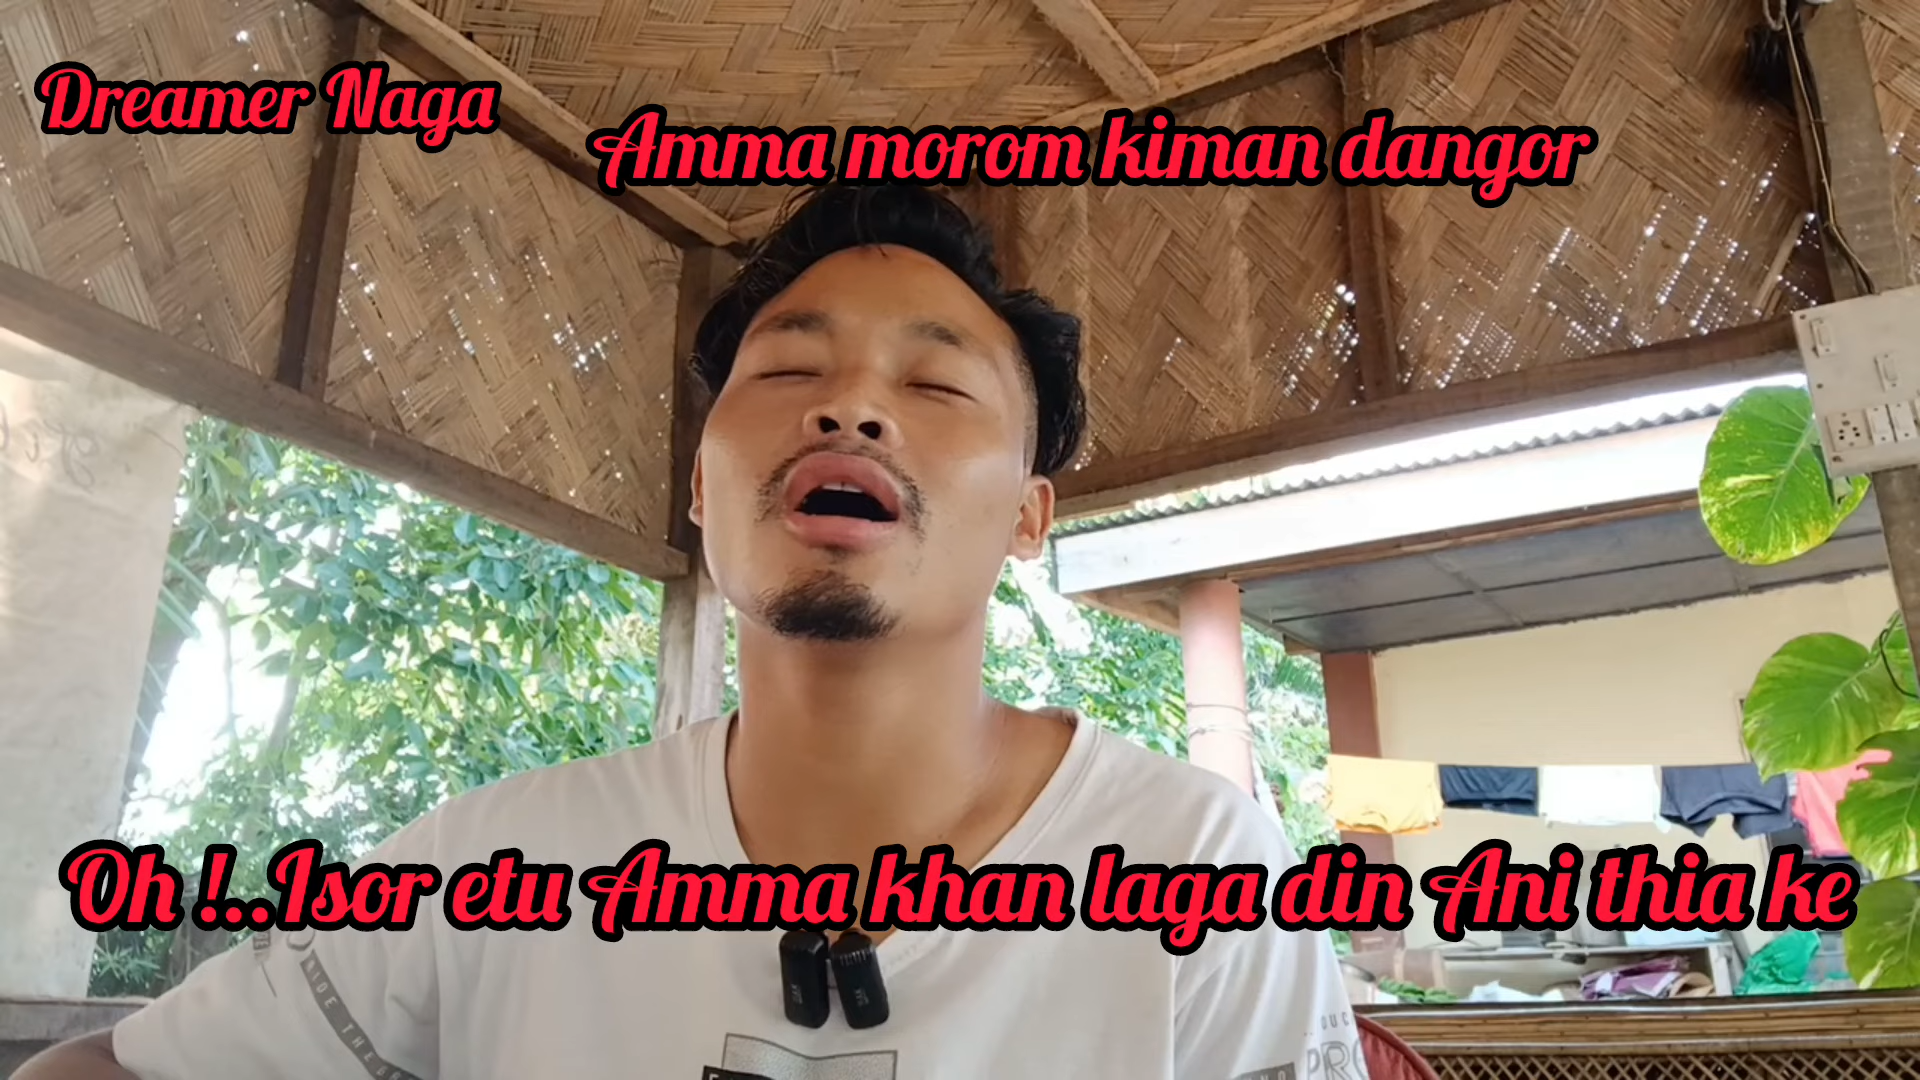 Dreamer Naga
Amma morom kiman dangor
Oh !..Isor etu Amma khan laga din Ani thia ke